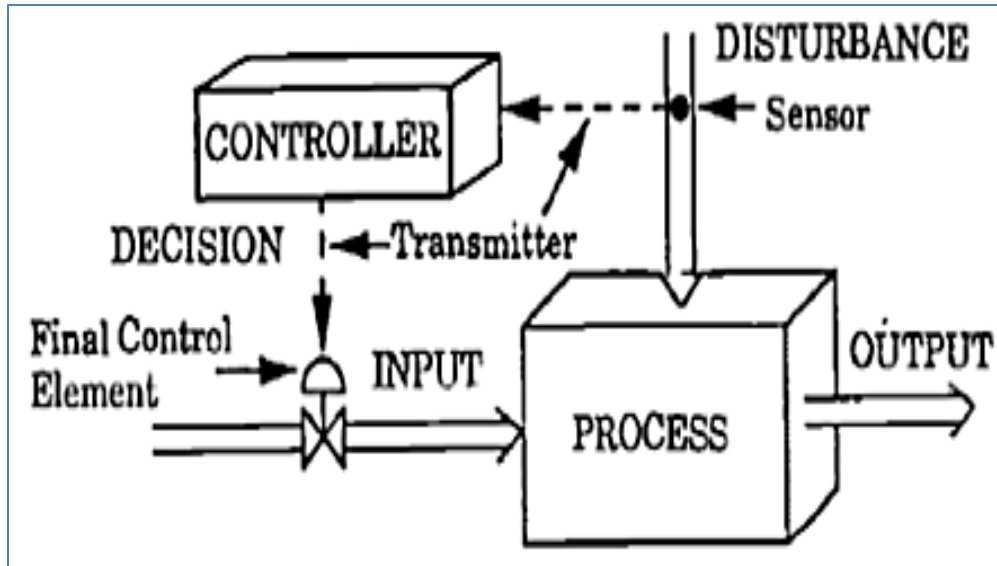 DISTURBANCE
Sensor
CONTROLLER
DECISION
Transmitter
Final Control
Element
INPUT
OUTPUT
PROCESS